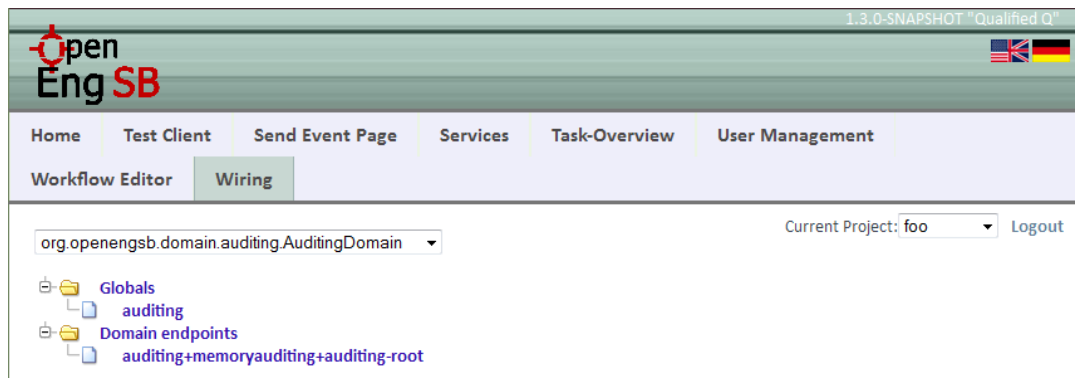 1.3.0-SNAPSHOT "Qualified Q"
Open
Eng SB
Home Test Client Send Event Page Services Task-Overview User Management
Workflow Editor Wiring
Current Project: foo Logout
org.openengsb.domain.auditing.AuditingDomain
Globals
auditing
Domain endpoints
auditing+memoryauditing+auditing-root